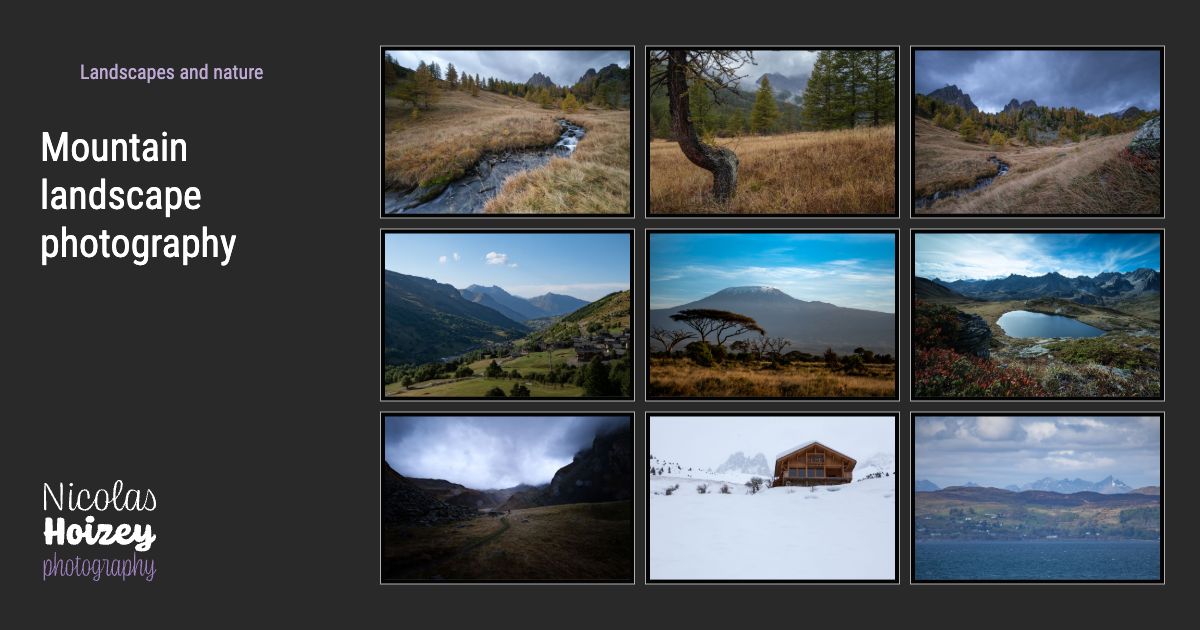 Landscapes and nature
Mountain
landscape
photography
Nicolas
Hoizey
photography